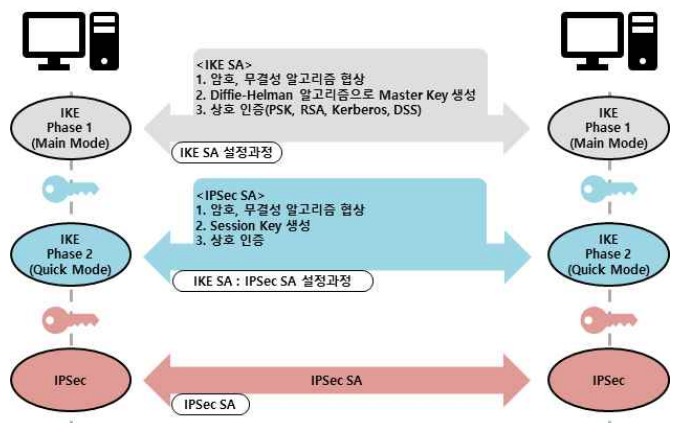 <IKE SA>
1. 암호, 무결성 알고리즘 협상
2. Diffie-Helman 알고리즘으로 Master Key 생성
3. 상호 인증(PSK, RSA, Kerberos, DSS)
IKE
Phase 1
(Main Mode)
IKE
Phase 1
(Main Mode)
IKE SA 설정과정
<IPSec SA>
1. 암호, 무결성 알고리즘 협상
2. Session Key 생성
3. 상호 인증
IKE
Phase 2
(Quick Mode)
IKE
Phase 2
(Quick Mode)
IKE SA : IPSec SA 설정과정
IPSec
IPSec SA
IPSec
IPSec SA